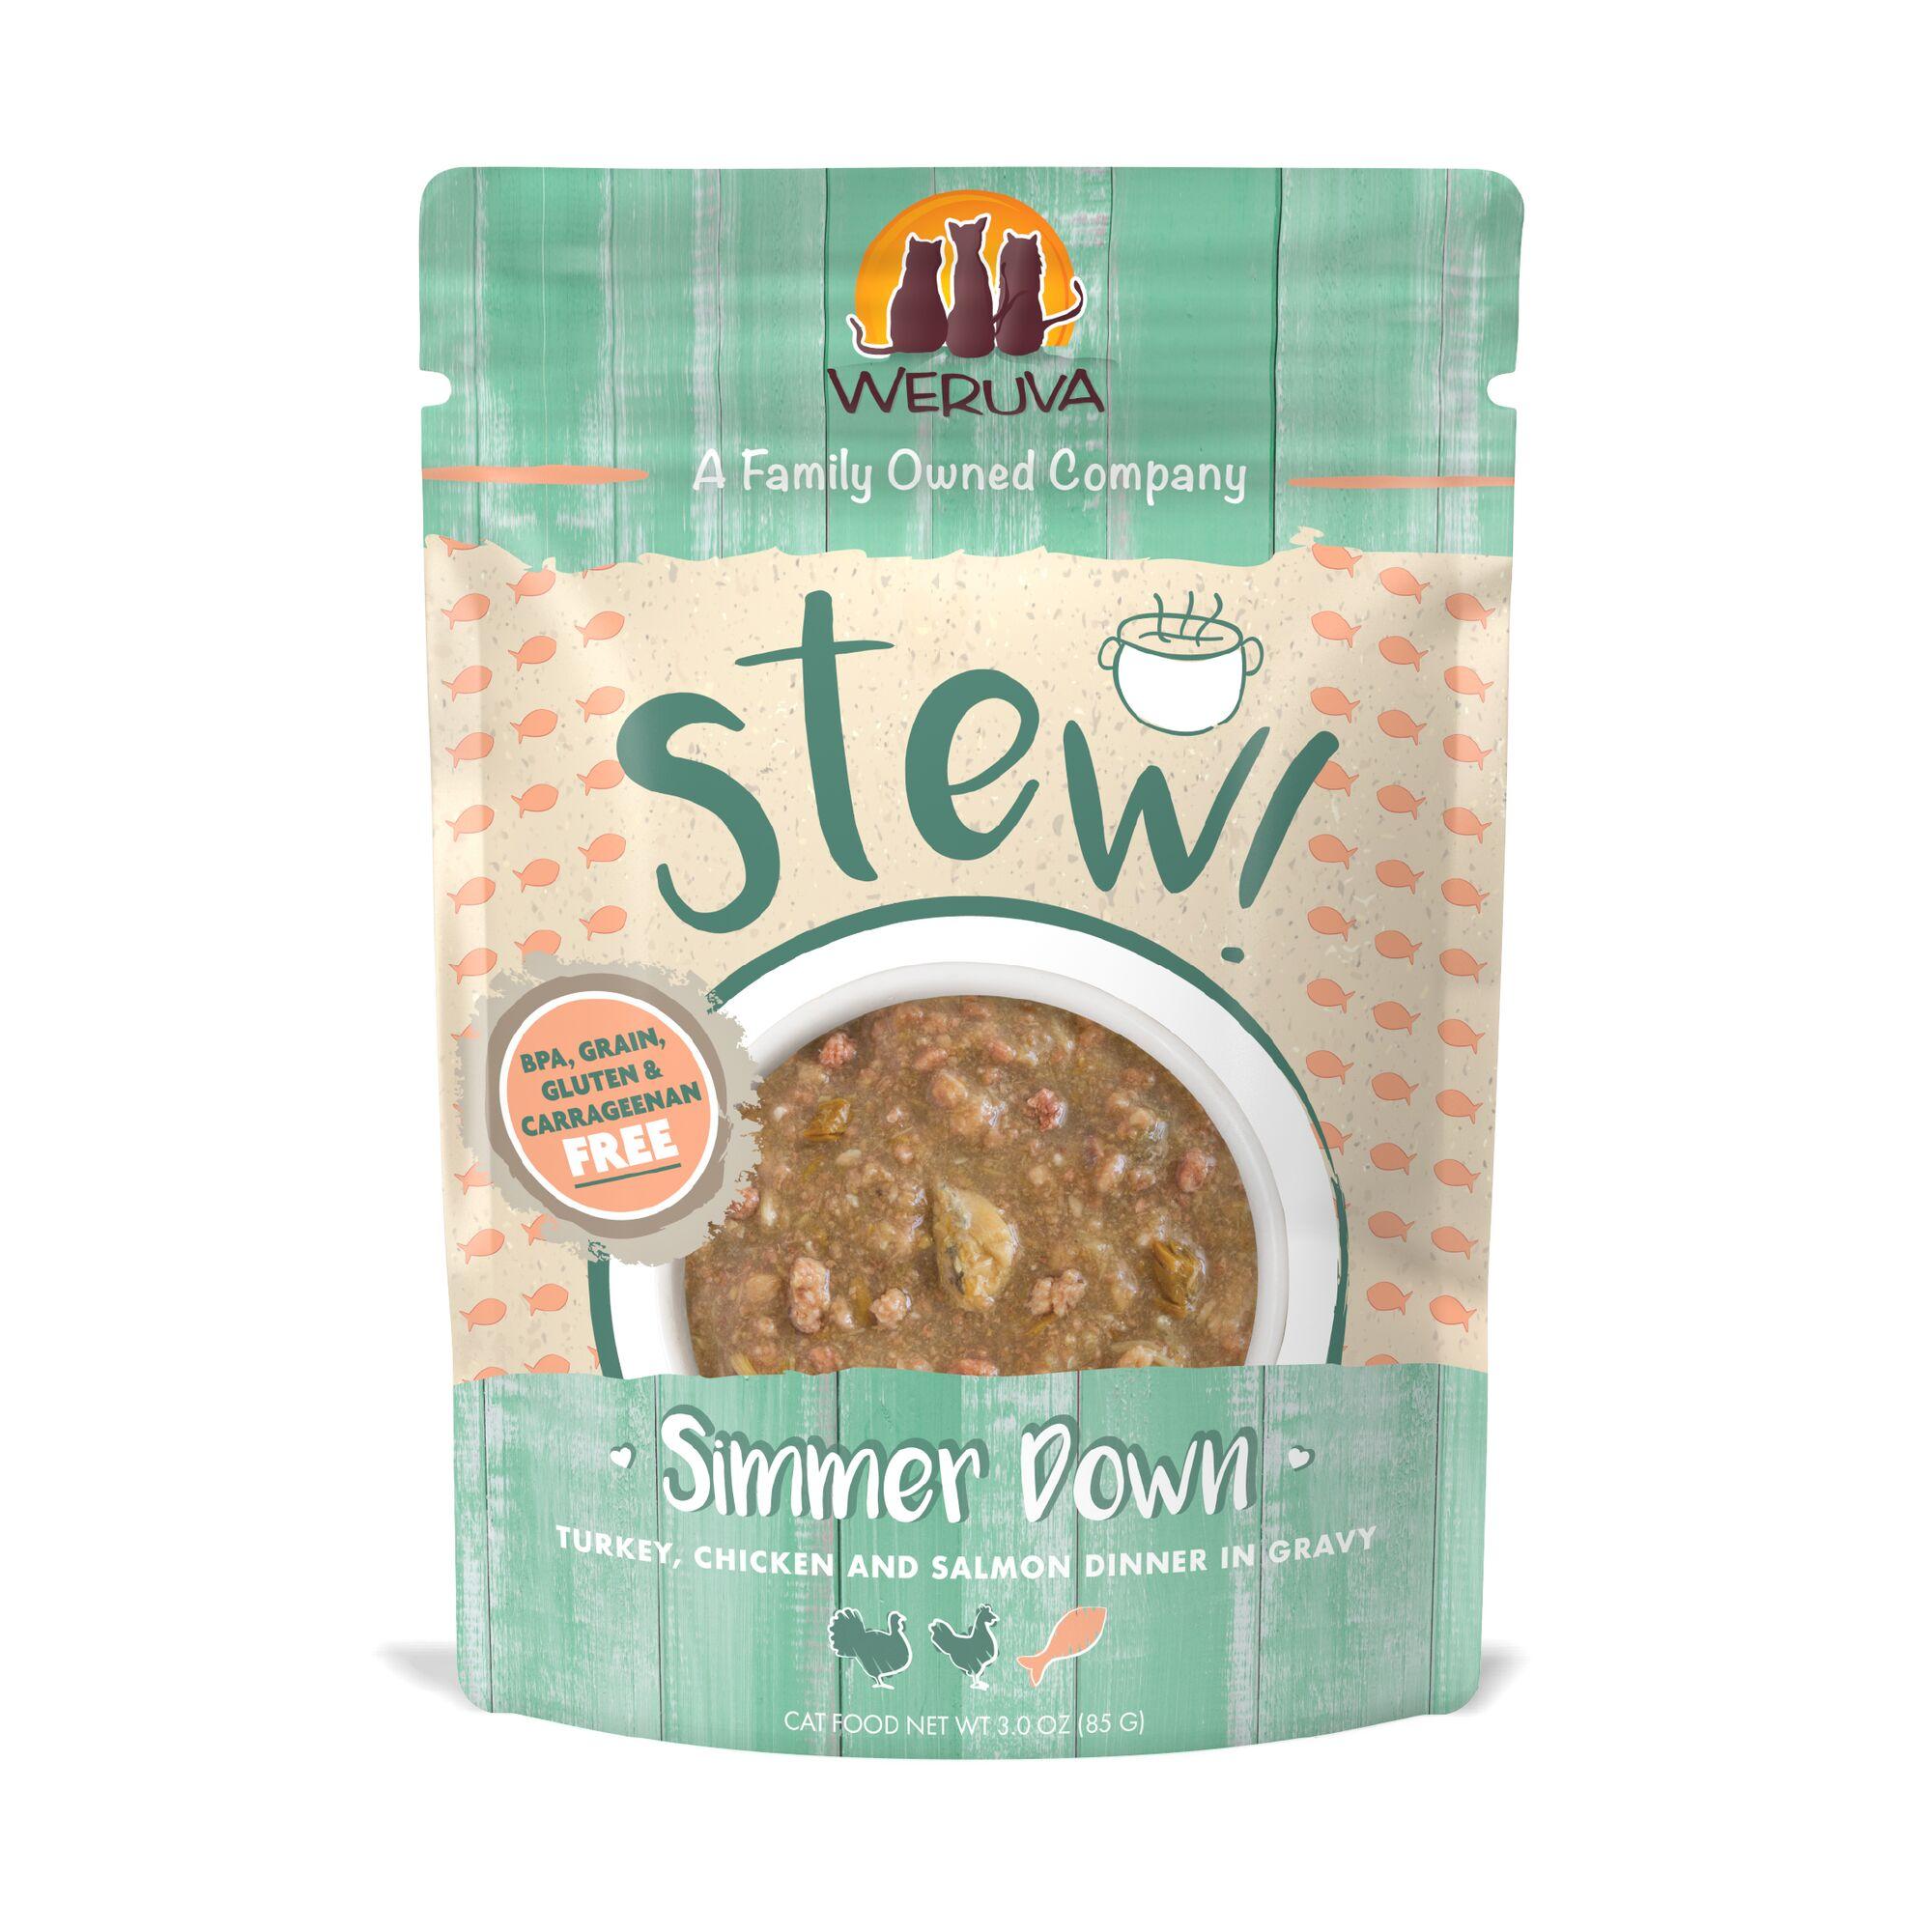 WERUVA
A Family Owned Company
stew!
BPA, GRAIN,
GLUTEN &
CARRAGEENAN
FREE
Simmer Down
TURKEY, CHICKEN AND SALMON DINNER IN GRAVY
CAT FOOD NET WT 3.0 OZ (85 G)